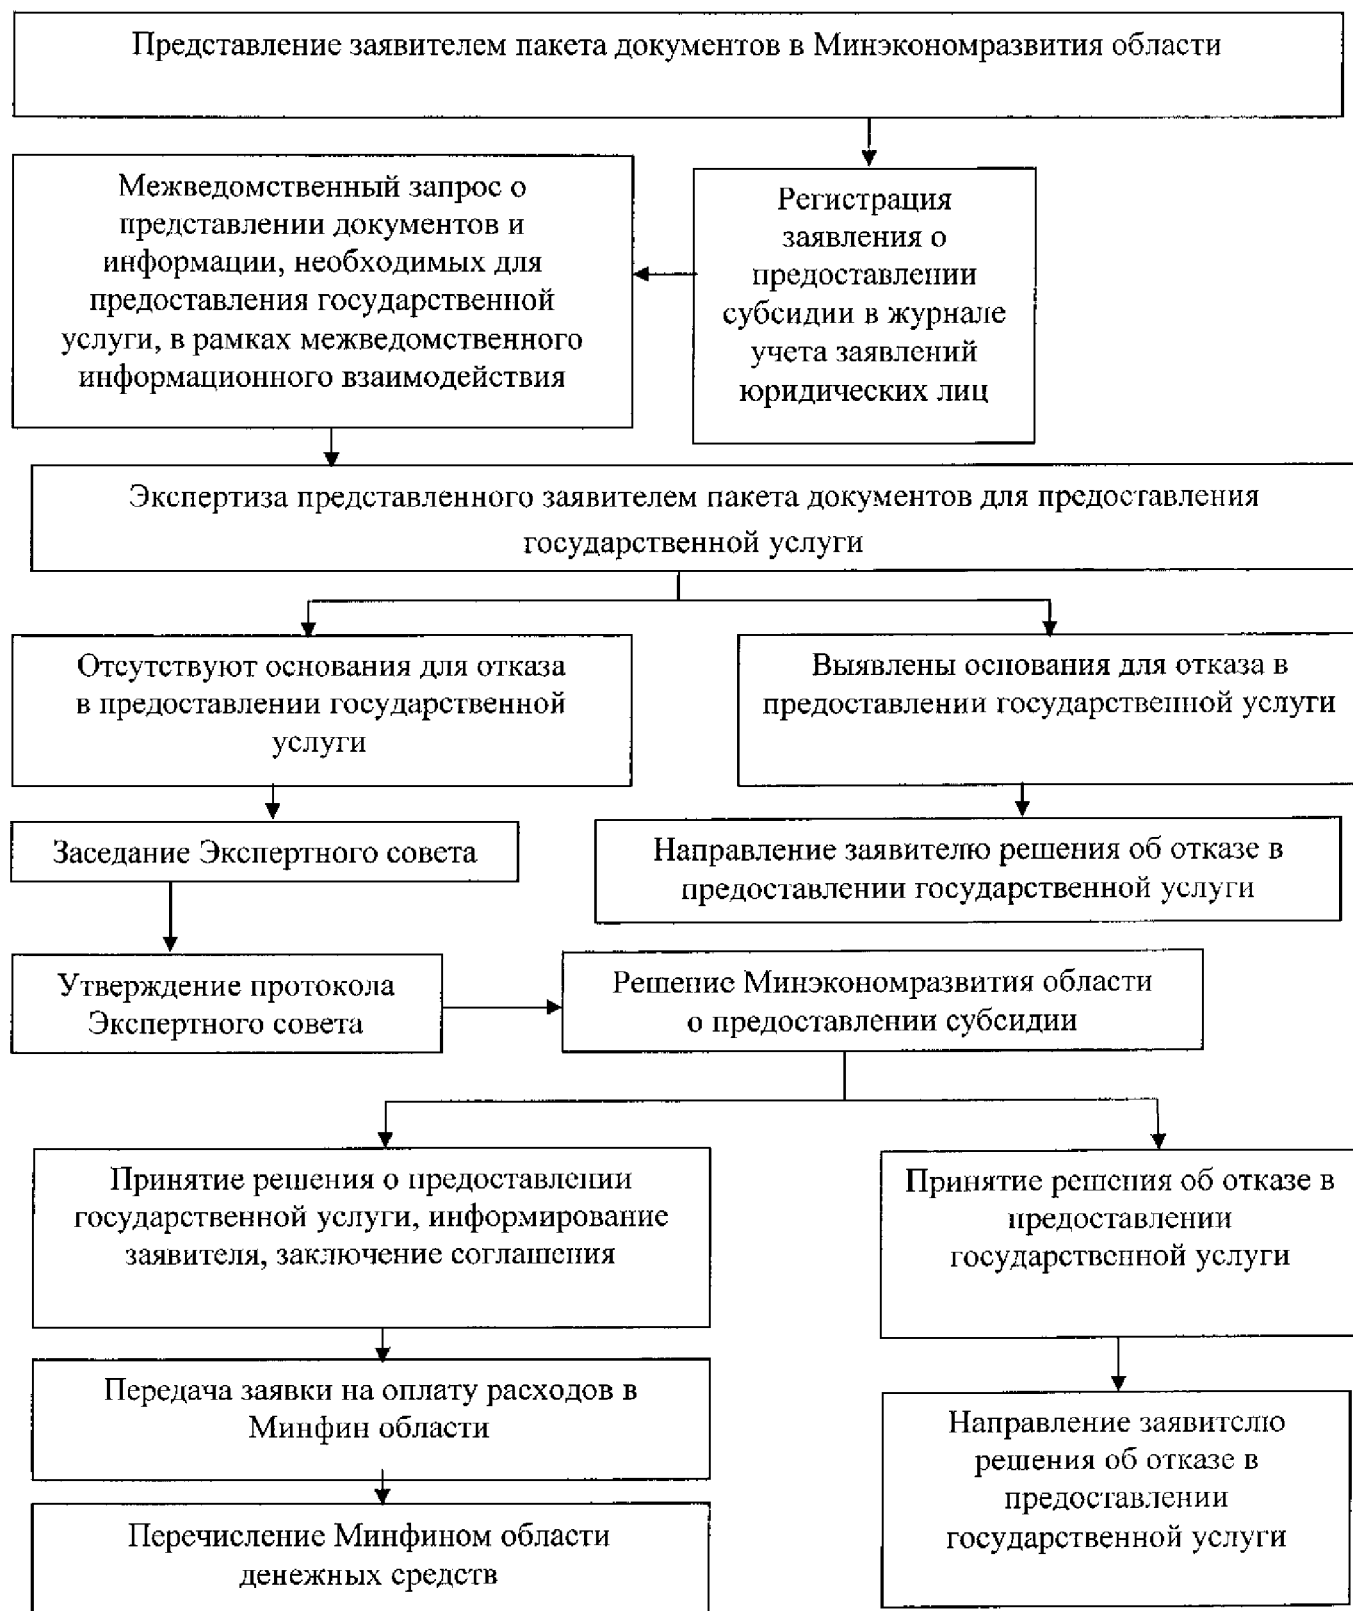 Представление заявителем пакета документов в Минэкономразвития области
Межведомственный запрос о
представлении документов и
информации, необходимых для
предоставления государственной
услуги, в рамках межведомственного
информационного взаимодействия
Регистрация
заявления о
предоставлении
субсидии в журнале
учета заявлений
юридических лиц
Экспертиза представленного заявителем пакета документов для предоставления
государственной услуги
Отсутствуют основания для отказа
в предоставлении государственной
услуги
Выявлены основания для отказа в
предоставлении государственной услуги
Заседание Экспертного совета
Направление заявителю решения об отказе в
предоставлении государственной услуги
Утверждение протокола
Экспертного совета
Решение Минэкономразвития области
о предоставлении субсидии
Принятие решения о предоставлении
государственной услуги, информирование
заявителя, заключение соглашения
Принятие решения об отказе в
предоставлении
государственной услуги
Передача заявки на оплату расходов в
Минфин области
Направление заявителю
решения об отказе в
предоставлении
государственной услуги
Перечисление Минфином области
денежных средств